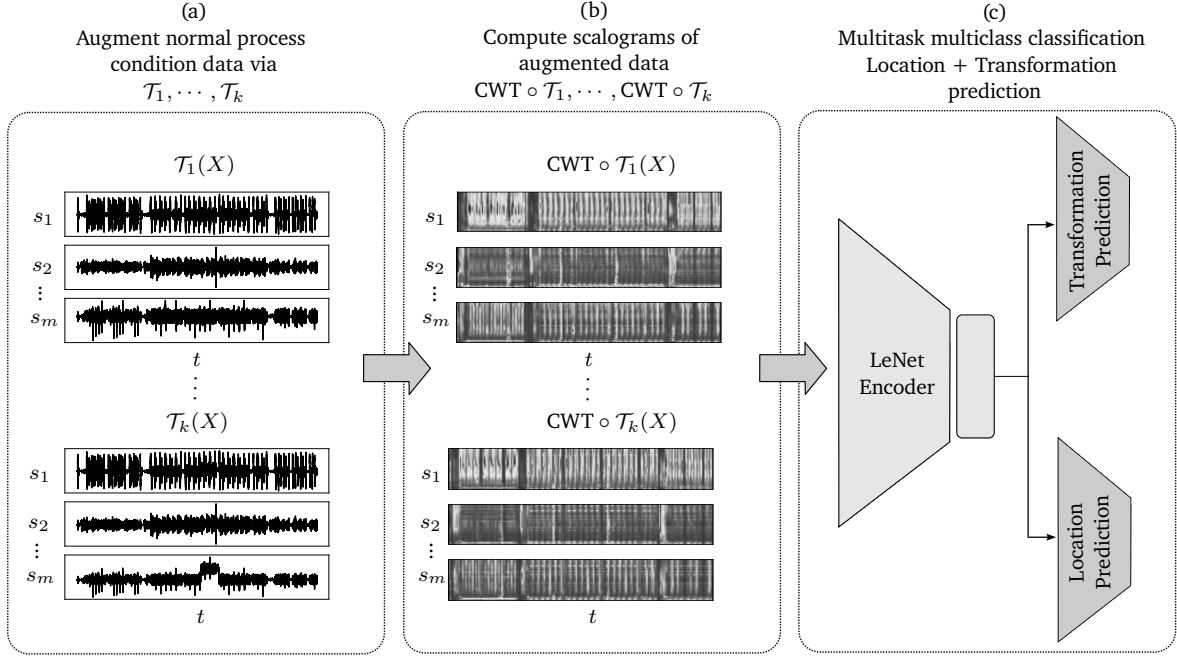 (a)
Augment normal process
condition data via
𝒯₁, ⋯ , 𝒯ₖ
𝒯₁(X)
s₁
s₂
⋮
sₘ
t
⋮
𝒯ₖ(X)
s₁
s₂
⋮
sₘ
t
(b)
Compute scalograms of
augmented data
CWT ∘ 𝒯₁, ⋯ , CWT ∘ 𝒯ₖ
CWT ∘ 𝒯₁(X)
s₁
s₂
⋮
sₘ
t
⋮
CWT ∘ 𝒯ₖ(X)
s₁
s₂
⋮
sₘ
t
(c)
Multitask multiclass classification
Location + Transformation
prediction
LeNet
Encoder
Transformation
Prediction
Location
Prediction